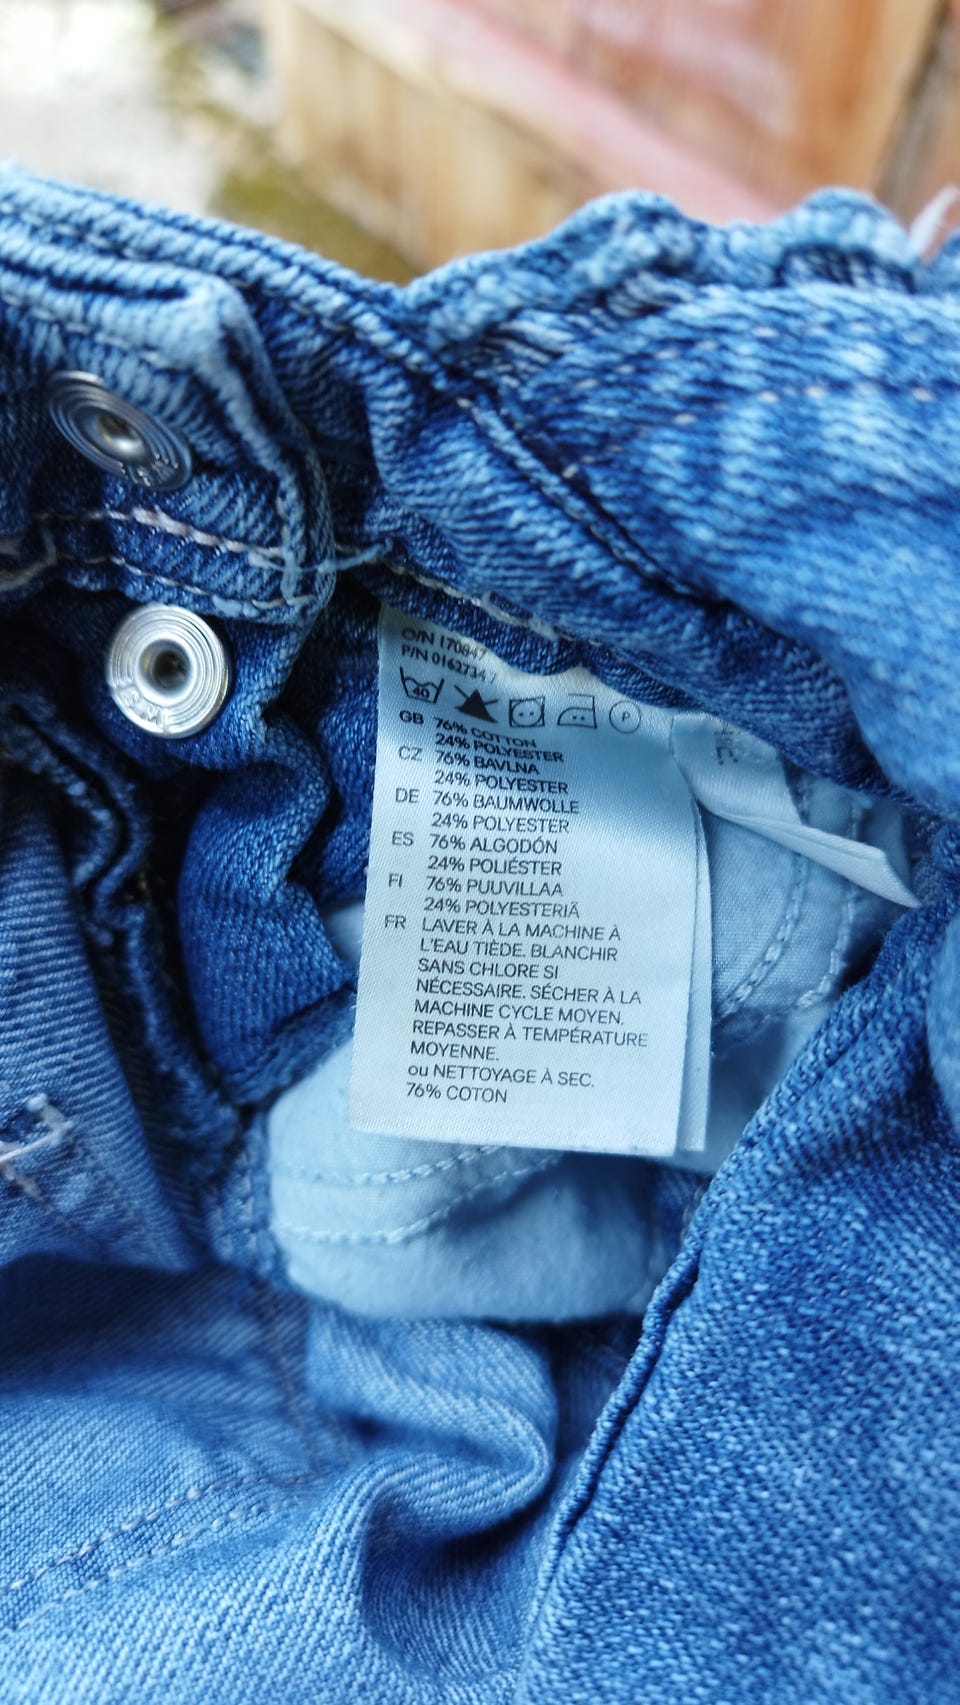 O/N 170847
P/N 0162734
40
P
GB 76% COTTON
24% POLYESTER
CZ 76% BAVLNA
24% POLYESTER
DE 76% BAUMWOLLE
24% POLYESTER
ES 76% ALGODÓN
24% POLIÉSTER
FI 76% PUUVILLAA
24% POLYESTERIÄ
FR LAVER À LA MACHINE À
L'EAU TIÈDE. BLANCHIR
SANS CHLORE SI
NÉCESSAIRE. SÉCHER À LA
MACHINE CYCLE MOYEN.
REPASSER À TEMPÉRATURE
MOYENNE.
ou NETTOYAGE À SEC.
76% COTON